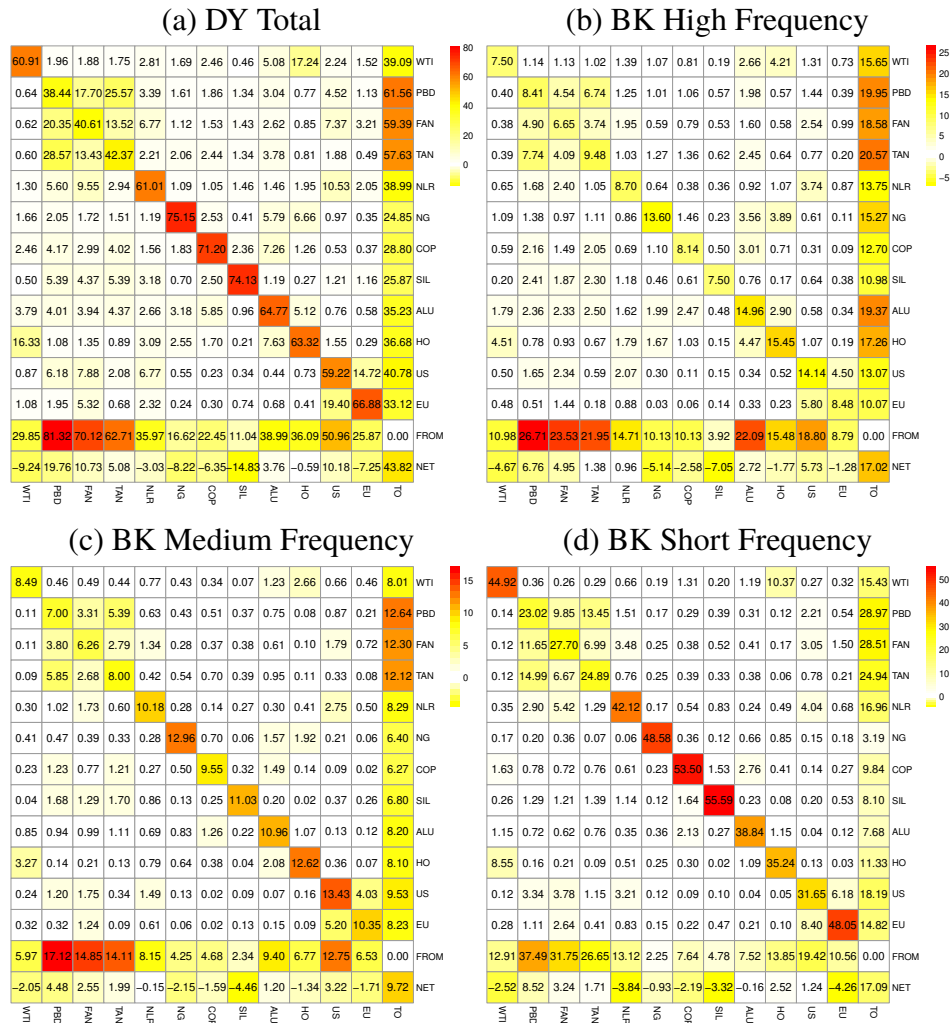 (a) DY Total
60.91 1.96 1.88 1.75 2.81 1.69 2.46 0.46 5.08 17.24 2.24 1.52 39.09 WTI
0.64 38.44 17.70 25.57 3.39 1.61 1.86 1.34 3.04 0.77 4.52 1.13 61.56 PBD
0.62 20.35 40.61 13.52 6.77 1.12 1.53 1.43 2.62 0.85 7.37 3.21 59.39 FAN
0.60 28.57 13.43 42.37 2.21 2.06 2.44 1.34 3.78 0.81 1.88 0.49 57.63 TAN
1.30 5.60 9.55 2.94 61.01 1.09 1.05 1.46 1.46 1.95 10.53 2.05 38.99 NLR
1.66 2.05 1.72 1.51 1.19 75.15 2.53 0.41 5.79 6.66 0.97 0.35 24.85 NG
2.46 4.17 2.99 4.02 1.56 1.83 71.20 2.36 7.26 1.26 0.53 0.37 28.80 COP
0.50 5.39 4.37 5.39 3.18 0.70 2.50 74.13 1.19 0.27 1.21 1.16 25.87 SIL
3.79 4.01 3.94 4.37 2.66 3.18 5.85 0.96 64.77 5.12 0.76 0.58 35.23 ALU
16.33 1.08 1.35 0.89 3.09 2.55 1.70 0.21 7.63 63.32 1.55 0.29 36.68 HO
0.87 6.18 7.88 2.08 6.77 0.55 0.23 0.34 0.44 0.73 59.22 14.72 40.78 US
1.08 1.95 5.32 0.68 2.32 0.24 0.30 0.74 0.68 0.41 19.40 66.88 33.12 EU
29.85 81.32 70.12 62.71 35.97 16.62 22.45 11.04 38.99 36.09 50.96 25.87 0.00 FROM
−9.24 19.76 10.73 5.08 −3.03 −8.22 −6.35 −14.83 3.76 −0.59 10.18 −7.25 43.82 NET
WTI PBD FAN TAN NLR NG COP SIL ALU HO US EU TO
80
60
40
20
0
(b) BK High Frequency
7.50 1.14 1.13 1.02 1.39 1.07 0.81 0.19 2.66 4.21 1.31 0.73 15.65 WTI
0.40 8.41 4.54 6.74 1.25 1.01 1.06 0.57 1.98 0.57 1.44 0.39 19.95 PBD
0.38 4.90 6.65 3.74 1.95 0.59 0.79 0.53 1.60 0.58 2.54 0.99 18.58 FAN
0.39 7.74 4.09 9.48 1.03 1.27 1.36 0.62 2.45 0.64 0.77 0.20 20.57 TAN
0.65 1.68 2.40 1.05 8.70 0.64 0.38 0.36 0.92 1.07 3.74 0.87 13.75 NLR
1.09 1.38 0.97 1.11 0.86 13.60 1.46 0.23 3.56 3.89 0.61 0.11 15.27 NG
0.59 2.16 1.49 2.05 0.69 1.10 8.14 0.50 3.01 0.71 0.31 0.09 12.70 COP
0.20 2.41 1.87 2.30 1.18 0.46 0.61 7.50 0.76 0.17 0.64 0.38 10.98 SIL
1.79 2.36 2.33 2.50 1.62 1.99 2.47 0.48 14.96 2.90 0.58 0.34 19.37 ALU
4.51 0.78 0.93 0.67 1.79 1.67 1.03 0.15 4.47 15.45 1.07 0.19 17.26 HO
0.50 1.65 2.34 0.59 2.07 0.30 0.11 0.15 0.34 0.52 14.14 4.50 13.07 US
0.48 0.51 1.44 0.18 0.88 0.03 0.06 0.14 0.33 0.23 5.80 8.48 10.07 EU
10.98 26.71 23.53 21.95 14.71 10.13 10.13 3.92 22.09 15.48 18.80 8.79 0.00 FROM
−4.67 6.76 4.95 1.38 0.96 −5.14 −2.58 −7.05 2.72 −1.77 5.73 −1.28 17.02 NET
WTI PBD FAN TAN NLR NG COP SIL ALU HO US EU TO
25
20
15
10
5
0
−5
(c) BK Medium Frequency
8.49 0.46 0.49 0.44 0.77 0.43 0.34 0.07 1.23 2.66 0.66 0.46 8.01 WTI
0.11 7.00 3.31 5.39 0.63 0.43 0.51 0.37 0.75 0.08 0.87 0.21 12.64 PBD
0.11 3.80 6.26 2.79 1.34 0.28 0.37 0.38 0.61 0.10 1.79 0.72 12.30 FAN
0.09 5.85 2.68 8.00 0.42 0.54 0.70 0.39 0.95 0.11 0.33 0.08 12.12 TAN
0.30 1.02 1.73 0.60 10.18 0.28 0.14 0.27 0.30 0.41 2.75 0.50 8.29 NLR
0.41 0.47 0.39 0.33 0.28 12.96 0.70 0.06 1.57 1.92 0.21 0.06 6.40 NG
0.23 1.23 0.77 1.21 0.27 0.50 9.55 0.32 1.49 0.14 0.09 0.02 6.27 COP
0.04 1.68 1.29 1.70 0.86 0.13 0.25 11.03 0.20 0.02 0.37 0.26 6.80 SIL
0.85 0.94 0.99 1.11 0.69 0.83 1.26 0.22 10.96 1.07 0.13 0.12 8.20 ALU
3.27 0.14 0.21 0.13 0.79 0.64 0.38 0.04 2.08 12.62 0.36 0.07 8.10 HO
0.24 1.20 1.75 0.34 1.49 0.13 0.02 0.09 0.07 0.16 13.43 4.03 9.53 US
0.32 0.32 1.24 0.09 0.61 0.06 0.02 0.13 0.15 0.09 5.20 10.35 8.23 EU
5.97 17.12 14.85 14.11 8.15 4.25 4.68 2.34 9.40 6.77 12.75 6.53 0.00 FROM
−2.05 4.48 2.55 1.99 −0.15 −2.15 −1.59 −4.46 1.20 −1.34 3.22 −1.71 9.72 NET
WTI PBD FAN TAN NLR NG COP SIL ALU HO US EU TO
15
10
5
0
(d) BK Short Frequency
44.92 0.36 0.26 0.29 0.66 0.19 1.31 0.20 1.19 10.37 0.27 0.32 15.43 WTI
0.14 23.02 9.85 13.45 1.51 0.17 0.29 0.39 0.31 0.12 2.21 0.54 28.97 PBD
0.12 11.65 27.70 6.99 3.48 0.25 0.38 0.52 0.41 0.17 3.05 1.50 28.51 FAN
0.12 14.99 6.67 24.89 0.76 0.25 0.39 0.33 0.38 0.06 0.78 0.21 24.94 TAN
0.35 2.90 5.42 1.29 42.12 0.17 0.54 0.83 0.24 0.49 4.04 0.68 16.96 NLR
0.17 0.20 0.36 0.07 0.06 48.58 0.36 0.12 0.66 0.85 0.15 0.18 3.19 NG
1.63 0.78 0.72 0.76 0.61 0.23 53.50 1.53 2.76 0.41 0.14 0.27 9.84 COP
0.26 1.29 1.21 1.39 1.14 0.12 1.64 55.59 0.23 0.08 0.20 0.53 8.10 SIL
1.15 0.72 0.62 0.76 0.35 0.36 2.13 0.27 38.84 1.15 0.04 0.12 7.68 ALU
8.55 0.16 0.21 0.09 0.51 0.25 0.30 0.02 1.09 35.24 0.13 0.03 11.33 HO
0.12 3.34 3.78 1.15 3.21 0.12 0.09 0.10 0.04 0.05 31.65 6.18 18.19 US
0.28 1.11 2.64 0.41 0.83 0.15 0.22 0.47 0.21 0.10 8.40 48.05 14.82 EU
12.91 37.49 31.75 26.65 13.12 2.25 7.64 4.78 7.52 13.85 19.42 10.56 0.00 FROM
−2.52 8.52 3.24 1.71 −3.84 −0.93 −2.19 −3.32 −0.16 2.52 1.24 −4.26 17.09 NET
WTI PBD FAN TAN NLR NG COP SIL ALU HO US EU TO
50
40
30
20
10
0